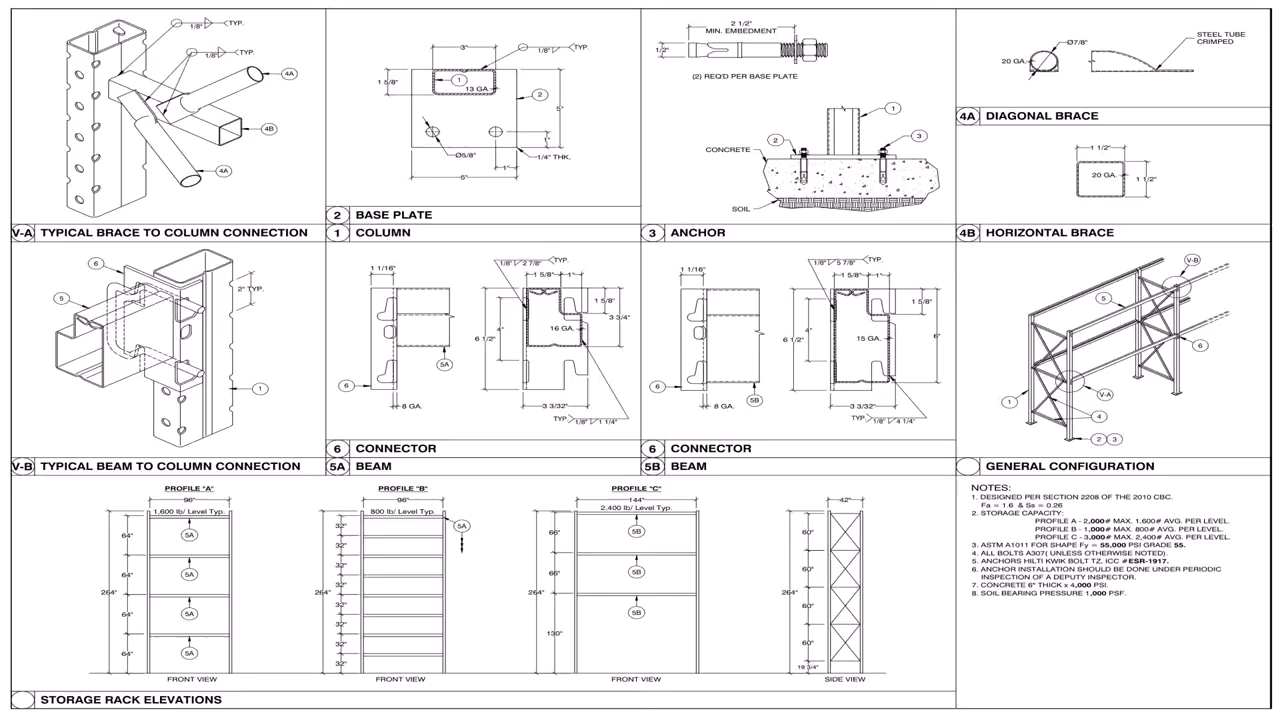 1/8" TYP.
1/8" TYP.
4A
4B
4A
V-A TYPICAL BRACE TO COLUMN CONNECTION
3"
1/8" TYP.
1 5/8"
1
13 GA.
2
5"
Ø5/8"
1"
1"
1/4" THK.
6"
2 BASE PLATE
1 COLUMN
2 1/2"
MIN. EMBEDMENT
1/2"
(2) REQ'D PER BASE PLATE
1
2
3
CONCRETE
SOIL
3 ANCHOR
Ø7/8"
20 GA.
STEEL TUBE
CRIMPED
4A DIAGONAL BRACE
1 1/2"
20 GA.
1 1/2"
4B HORIZONTAL BRACE
6
5
2" TYP.
1
V-B TYPICAL BEAM TO COLUMN CONNECTION
1 1/16"
1/8" 2 7/8" TYP.
1 5/8" 1"
1 5/8"
3 3/4"
16 GA.
4"
6 1/2"
5A
6
8 GA.
3 3/32"
TYP. 1/8" 1 1/4"
6 CONNECTOR
5A BEAM
1 1/16"
1/8" 5 7/8" TYP.
1 5/8" 1"
1 5/8"
6"
15 GA.
4"
6 1/2"
6
5B
8 GA.
3 3/32"
TYP. 1/8" 4 1/4"
6 CONNECTOR
5B BEAM
V-B
5
6
1
V-A
4
2 3
GENERAL CONFIGURATION
PROFILE "A"
96"
1,600 lb/ Level Typ.
64"
5A
64"
5A
264"
64"
5A
64"
5A
FRONT VIEW
PROFILE "B"
96"
800 lb/ Level Typ.
5A
32"
32"
32"
32"
264"
32"
32"
32"
32"
FRONT VIEW
PROFILE "C"
144"
2,400 lb/ Level Typ.
66"
5B
66"
5B
264"
5B
130"
FRONT VIEW
42"
60"
60"
264"
60"
60"
19 3/4"
SIDE VIEW
STORAGE RACK ELEVATIONS
NOTES:
1. DESIGNED PER SECTION 2208 OF THE 2010 CBC.
Fa = 1.6 & Ss = 0.26
2. STORAGE CAPACITY:
PROFILE A - 2,000# MAX. 1.600# AVG. PER LEVEL.
PROFILE B - 1,000# MAX. 800# AVG. PER LEVEL.
PROFILE C - 3,000# MAX. 2,400# AVG. PER LEVEL.
3. ASTM A1011 FOR SHAPE Fy = 55,000 PSI GRADE 55.
4. ALL BOLTS A307( UNLESS OTHERWISE NOTED).
5. ANCHORS HILTI KWIK BOLT TZ, ICC #ESR-1917.
6. ANCHOR INSTALLATION SHOULD BE DONE UNDER PERIODIC
INSPECTION OF A DEPUTY INSPECTOR.
7. CONCRETE 6" THICK x 4,000 PSI.
8. SOIL BEARING PRESSURE 1,000 PSF.